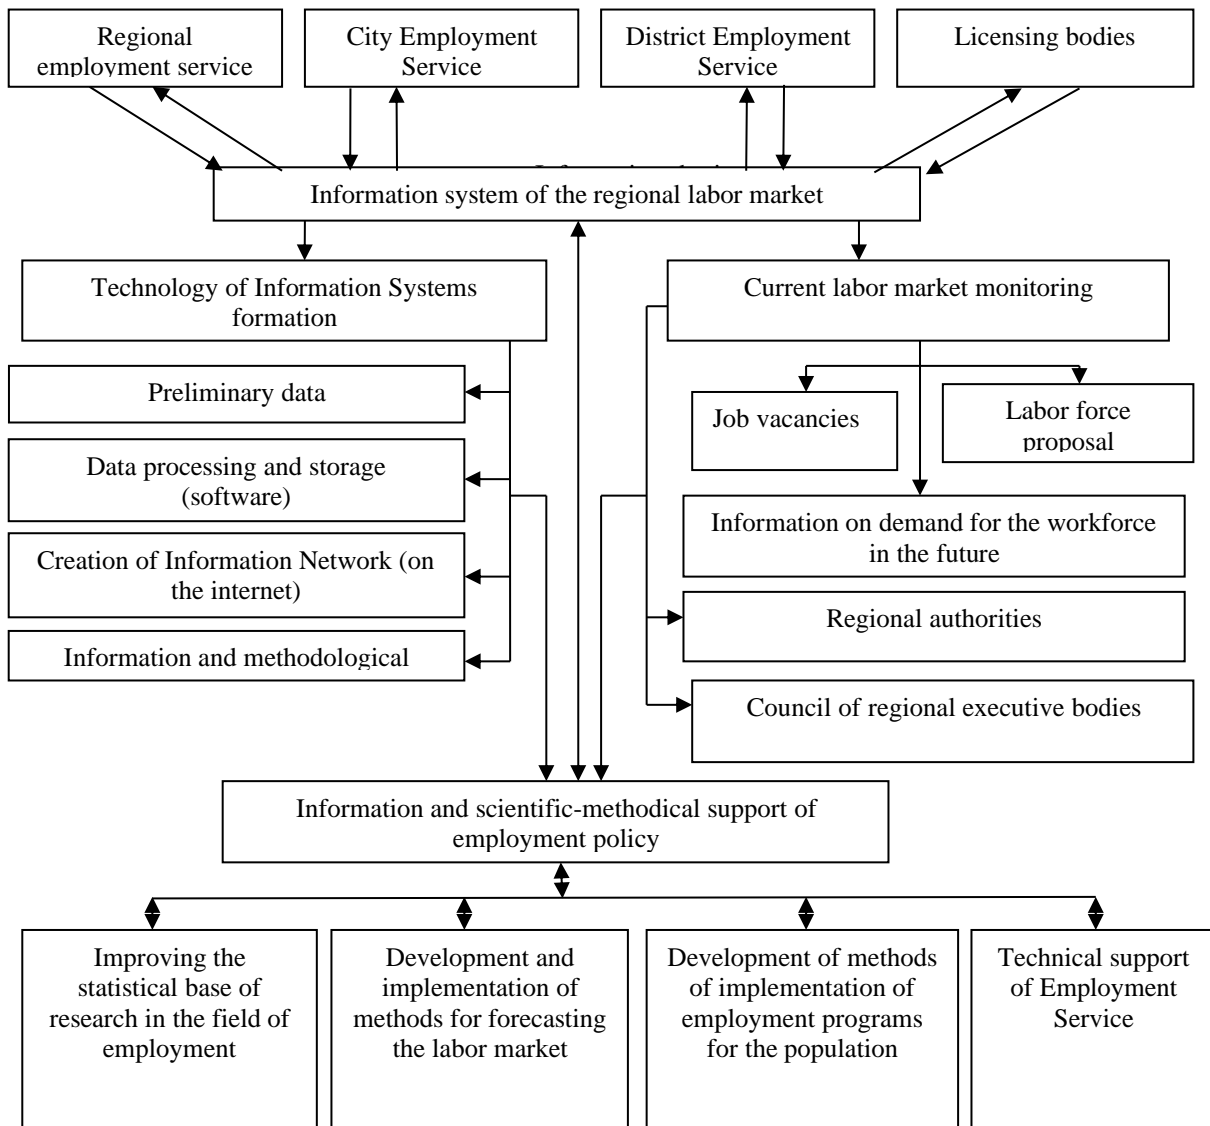 Regional
employment service
City Employment
Service
District Employment
Service
Licensing bodies
Information system of the regional labor market
Technology of Information Systems
formation
Current labor market monitoring
Preliminary data
Job vacancies
Labor force
proposal
Data processing and storage
(software)
Information on demand for the workforce
in the future
Creation of Information Network (on
the internet)
Regional authorities
Information and methodological
Council of regional executive bodies
Information and scientific-methodical support of
employment policy
Improving the
statistical base of
research in the field of
employment
Development and
implementation of
methods for forecasting
the labor market
Development of methods
of implementation of
employment programs
for the population
Technical support
of Employment
Service